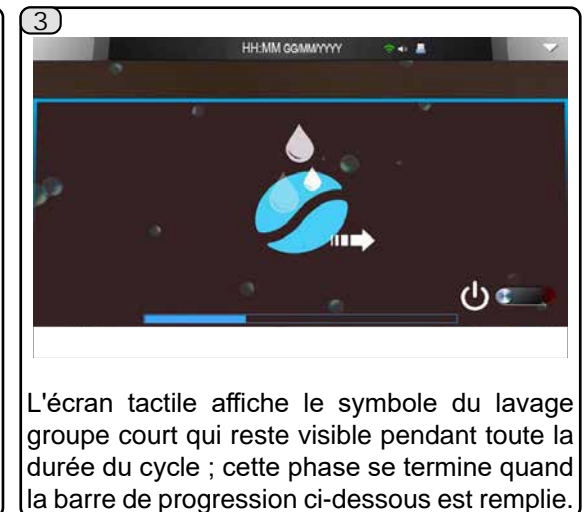 3
HH:MM GG/MM/YYYY
L'écran tactile affiche le symbole du lavage
groupe court qui reste visible pendant toute la
durée du cycle ; cette phase se termine quand
la barre de progression ci-dessous est remplie.